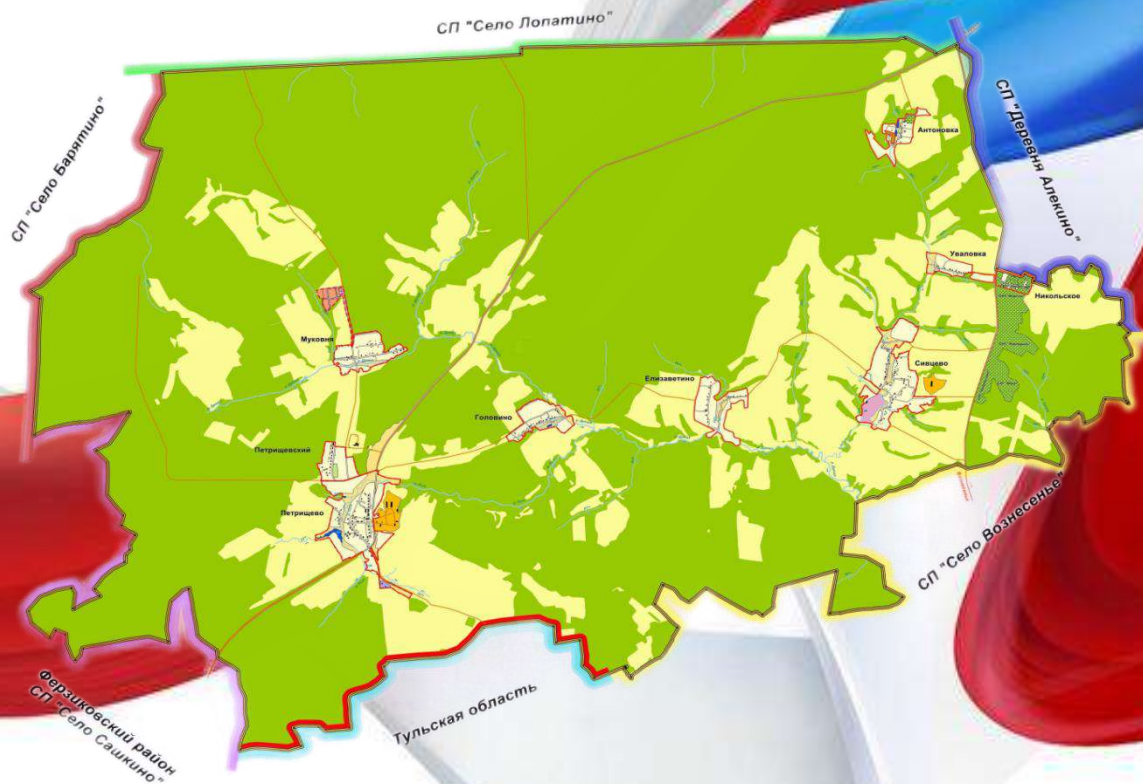 СП "Село Лопатино"
СП "Село Барятино"
СП "Деревня Алекино"
Антоновка
Уваловка
Никольское
Муковня
Сивцево
Елизаветино
Головино
Петрищевский
Петрищево
СП "Село Вознесенье"
Тульская область
Ферзиковский район
СП "Село Сашкино"